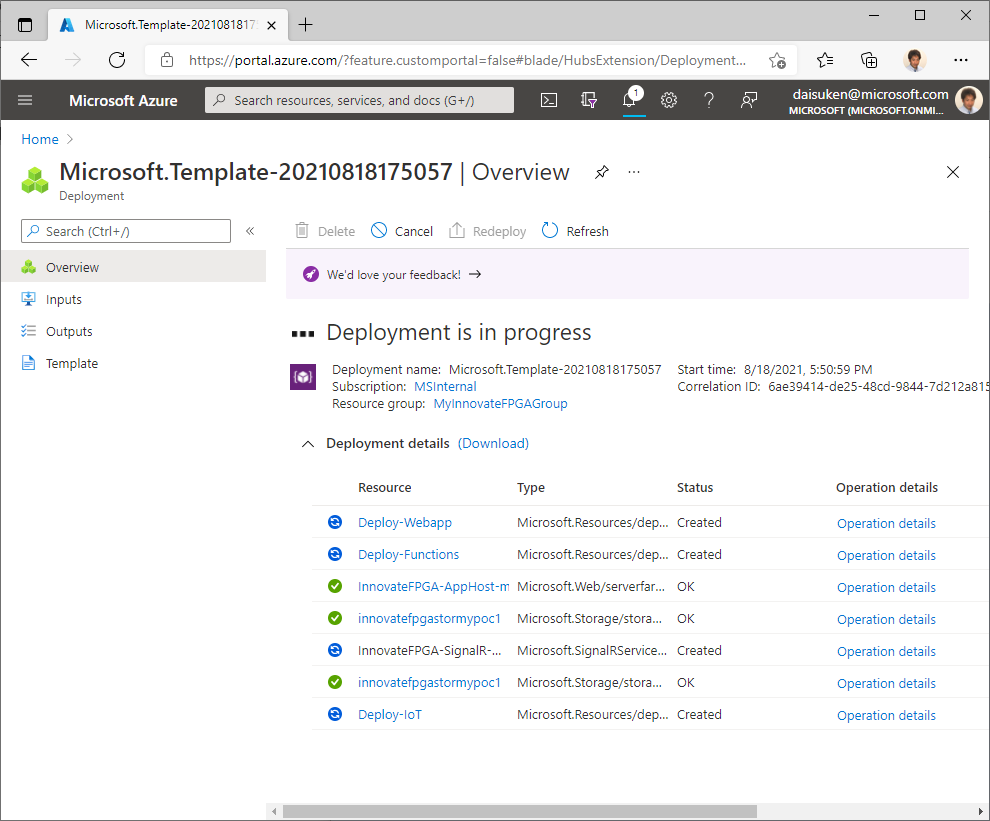 Microsoft.Template-2021081817
https://portal.azure.com/?feature.customportal=false#blade/HubsExtension/Deployment...
Microsoft Azure
Search resources, services, and docs (G+/)
1
daisuken@microsoft.com
MICROSOFT (MICROSOFT.ONMI...
Home
Microsoft.Template-20210818175057 | Overview
Deployment
Search (Ctrl+/)
Delete Cancel Redeploy Refresh
Overview
Inputs
Outputs
Template
We'd love your feedback! →
Deployment is in progress
Deployment name: Microsoft.Template-20210818175057
Subscription: MSInternal
Resource group: MyInnovateFPGAGroup
Start time: 8/18/2021, 5:50:59 PM
Correlation ID: 6ae39414-de25-48cd-9844-7d212a815
Deployment details (Download)
Resource Type Status Operation details
Deploy-Webapp Microsoft.Resources/dep... Created Operation details
Deploy-Functions Microsoft.Resources/dep... Created Operation details
InnovateFPGA-AppHost-m Microsoft.Web/serverfar... OK Operation details
innovatefpgastormypoc1 Microsoft.Storage/stora... OK Operation details
InnovateFPGA-SignalR-... Microsoft.SignalRService... Created Operation details
innovatefpgastormypoc1 Microsoft.Storage/stora... OK Operation details
Deploy-IoT Microsoft.Resources/dep... Created Operation details